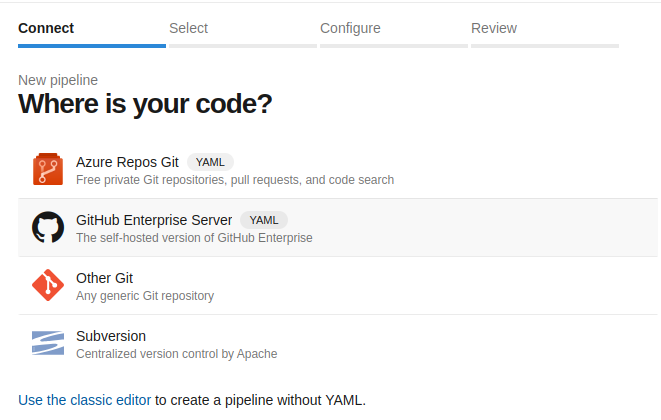 Connect Select Configure Review
New pipeline
Where is your code?
Azure Repos Git YAML
Free private Git repositories, pull requests, and code search
GitHub Enterprise Server YAML
The self-hosted version of GitHub Enterprise
Other Git
Any generic Git repository
Subversion
Centralized version control by Apache
Use the classic editor to create a pipeline without YAML.